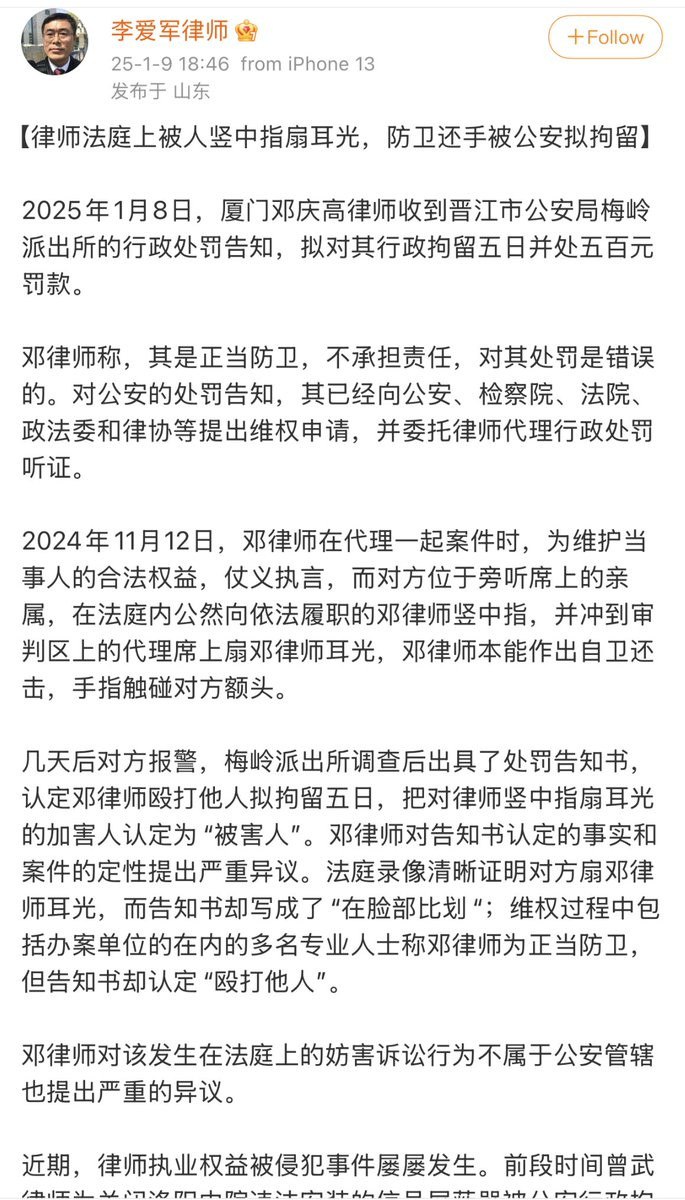 李爱军律师
+Follow
25-1-9 18:46 from iPhone 13
发布于 山东
【律师法庭上被人竖中指扇耳光，防卫还手被公安拟拘留】
2025年1月8日，厦门邓庆高律师收到晋江市公安局梅岭
派出所的行政处罚告知，拟对其行政拘留五日并处五百元
罚款。
邓律师称，其是正当防卫，不承担责任，对其处罚是错误
的。对公安的处罚告知，其已经向公安、检察院、法院、
政法委和律协等提出维权申请，并委托律师代理行政处罚
听证。
2024年11月12日，邓律师在代理一起案件时，为维护当
事人的合法权益，仗义执言，而对方位于旁听席上的亲
属，在法庭内公然向依法履职的邓律师竖中指，并冲到审
判区上的代理席上扇邓律师耳光，邓律师本能作出自卫还
击，手指触碰对方额头。
几天后对方报警，梅岭派出所调查后出具了处罚告知书，
认定邓律师殴打他人拟拘留五日，把对律师竖中指扇耳光
的加害人认定为“被害人”。邓律师对告知书认定的事实和
案件的定性提出严重异议。法庭录像清晰证明对方扇邓律
师耳光，而告知书却写成了“在脸部比划“；维权过程中包
括办案单位的在内的多名专业人士称邓律师为正当防卫，
但告知书却认定“殴打他人”。
邓律师对该发生在法庭上的妨害诉讼行为不属于公安管辖
也提出严重的异议。
近期，律师执业权益被侵犯事件屡屡发生。前段时间曾武